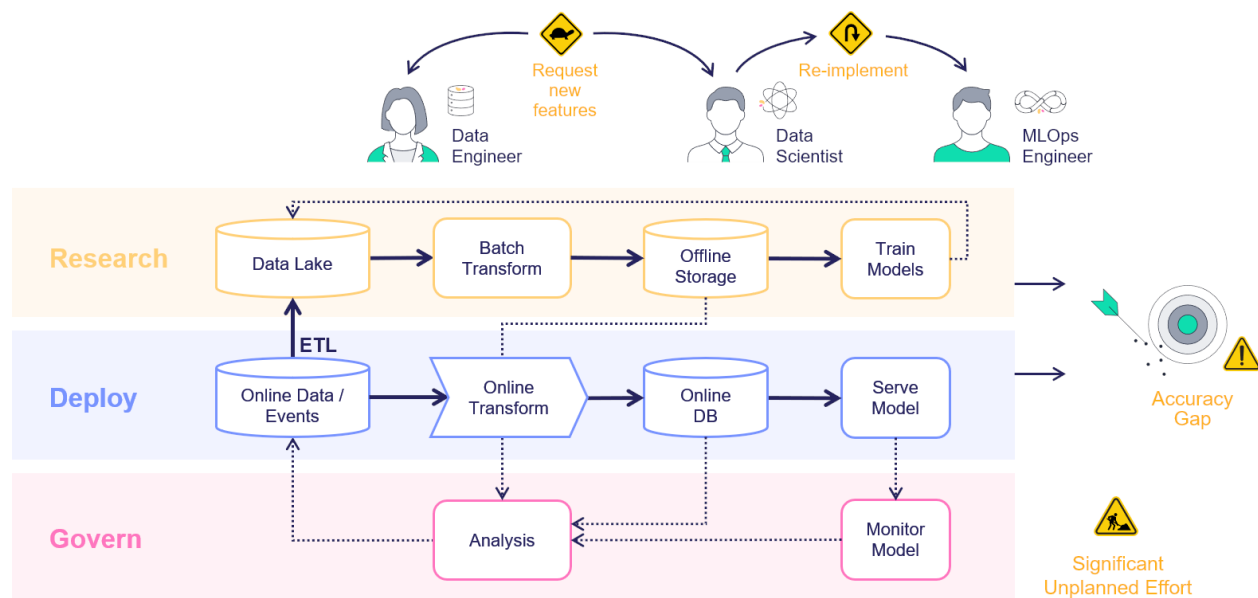 Request
new
features
Re-implement
Data
Engineer
Data
Scientist
MLOps
Engineer
Research
Data Lake
Batch
Transform
Offline
Storage
Train
Models
ETL
Deploy
Online Data /
Events
Online
Transform
Online
DB
Serve
Model
Accuracy
Gap
Govern
Analysis
Monitor
Model
Significant
Unplanned Effort